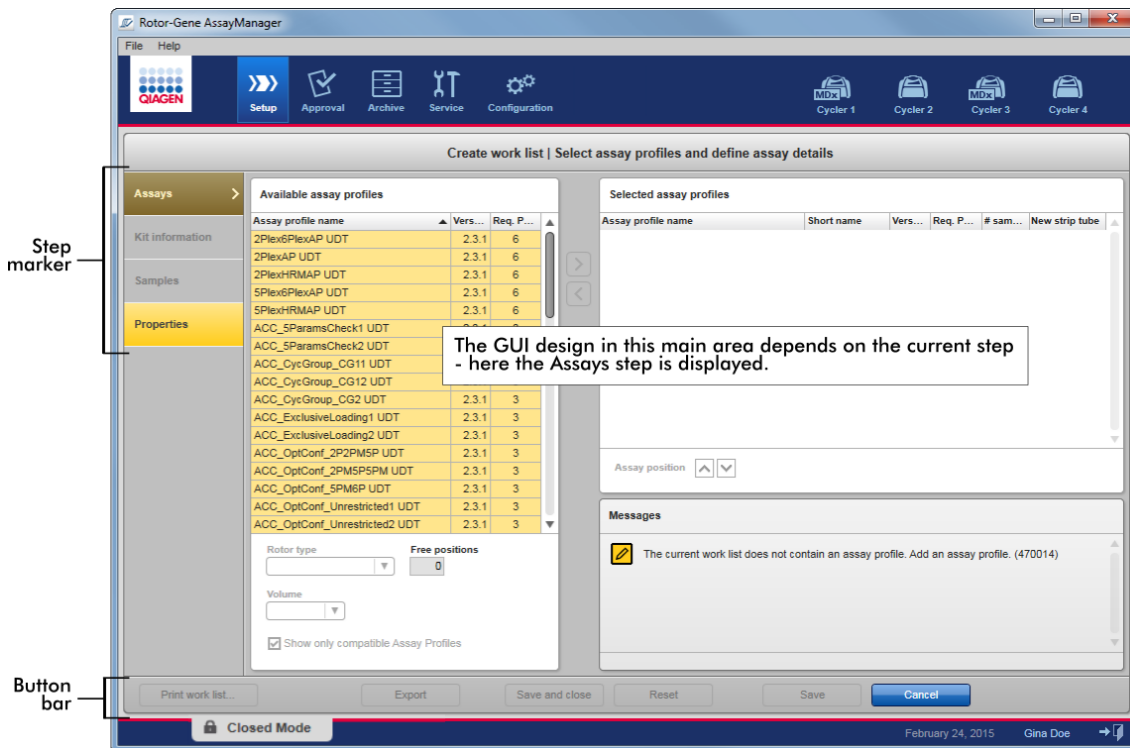 Rotor-Gene AssayManager
File Help
QIAGEN
Setup Approval Archive Service Configuration
MDx Cycler 1 Cycler 2 MDx Cycler 3 Cycler 4
Create work list | Select assay profiles and define assay details
Step marker
Assays
Kit information
Samples
Properties
Available assay profiles
Assay profile name Vers... Req. P...
2Plex6PlexAP UDT 2.3.1 6
2PlexAP UDT 2.3.1 6
2PlexHRMAP UDT 2.3.1 6
5Plex6PlexAP UDT 2.3.1 6
5PlexHRMAP UDT 2.3.1 6
ACC_5ParamsCheck1 UDT
ACC_5ParamsCheck2 UDT
ACC_CycGroup_CG11 UDT
ACC_CycGroup_CG12 UDT
ACC_CycGroup_CG2 UDT 2.3.1 3
ACC_ExclusiveLoading1 UDT 2.3.1 3
ACC_ExclusiveLoading2 UDT 2.3.1 3
ACC_OptConf_2P2PM5P UDT 2.3.1 3
ACC_OptConf_2PM5P5PM UDT 2.3.1 3
ACC_OptConf_5PM6P UDT 2.3.1 3
ACC_OptConf_Unrestricted1 UDT 2.3.1 3
ACC_OptConf_Unrestricted2 UDT 2.3.1 3
Rotor type Free positions
0
Volume
Show only compatible Assay Profiles
Selected assay profiles
Assay profile name Short name Vers... Req. P... # sam... New strip tube
The GUI design in this main area depends on the current step
- here the Assays step is displayed.
Assay position
Messages
The current work list does not contain an assay profile. Add an assay profile. (470014)
Button bar
Print work list... Export Save and close Reset Save Cancel
Closed Mode
February 24, 2015 Gina Doe